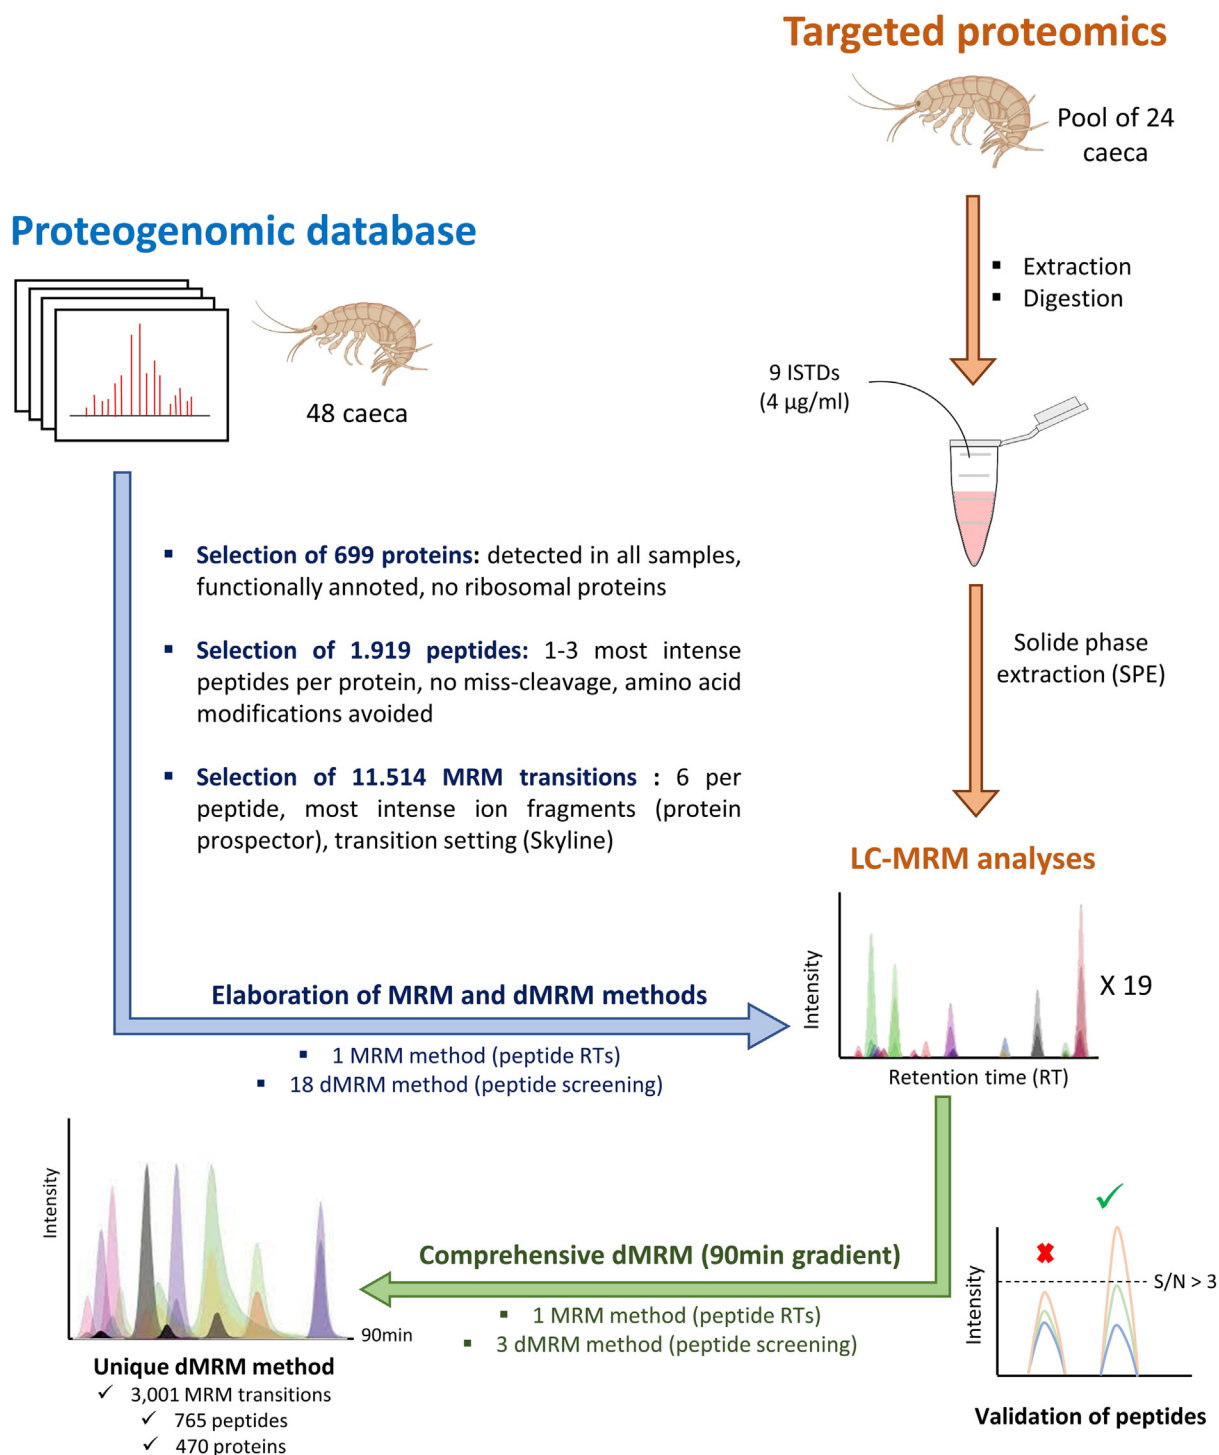 Targeted proteomics
Pool of 24
caeca
Proteogenomic database
48 caeca
▪ Extraction
▪ Digestion
9 ISTDs
(4 µg/ml)
▪ Selection of 699 proteins: detected in all samples,
functionally annoted, no ribosomal proteins
▪ Selection of 1.919 peptides: 1-3 most intense
peptides per protein, no miss-cleavage, amino acid
modifications avoided
▪ Selection of 11.514 MRM transitions : 6 per
peptide, most intense ion fragments (protein
prospector), transition setting (Skyline)
Solide phase
extraction (SPE)
LC-MRM analyses
Intensity
X 19
Retention time (RT)
Elaboration of MRM and dMRM methods
▪ 1 MRM method (peptide RTs)
▪ 18 dMRM method (peptide screening)
Intensity
90min
Comprehensive dMRM (90min gradient)
▪ 1 MRM method (peptide RTs)
▪ 3 dMRM method (peptide screening)
Intensity
S/N > 3
Validation of peptides
Unique dMRM method
✓ 3,001 MRM transitions
✓ 765 peptides
✓ 470 proteins